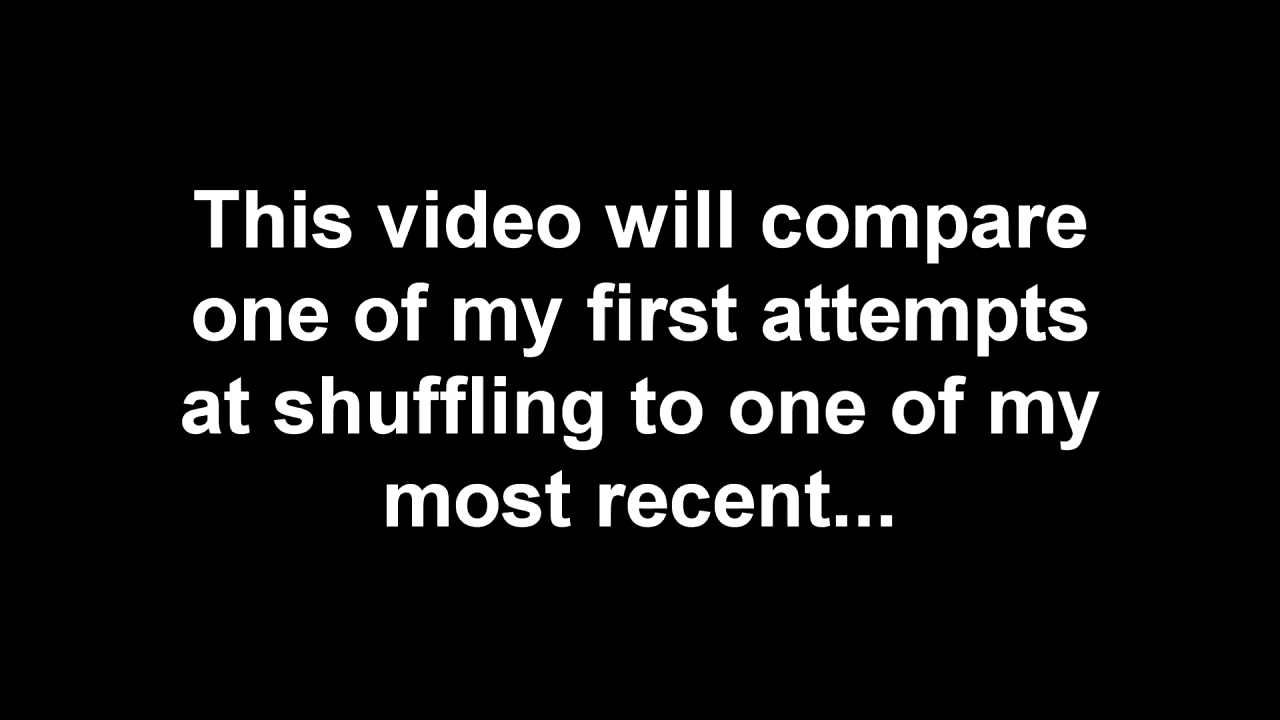 This video will compare
one of my first attempts
at shuffling to one of my
most recent...